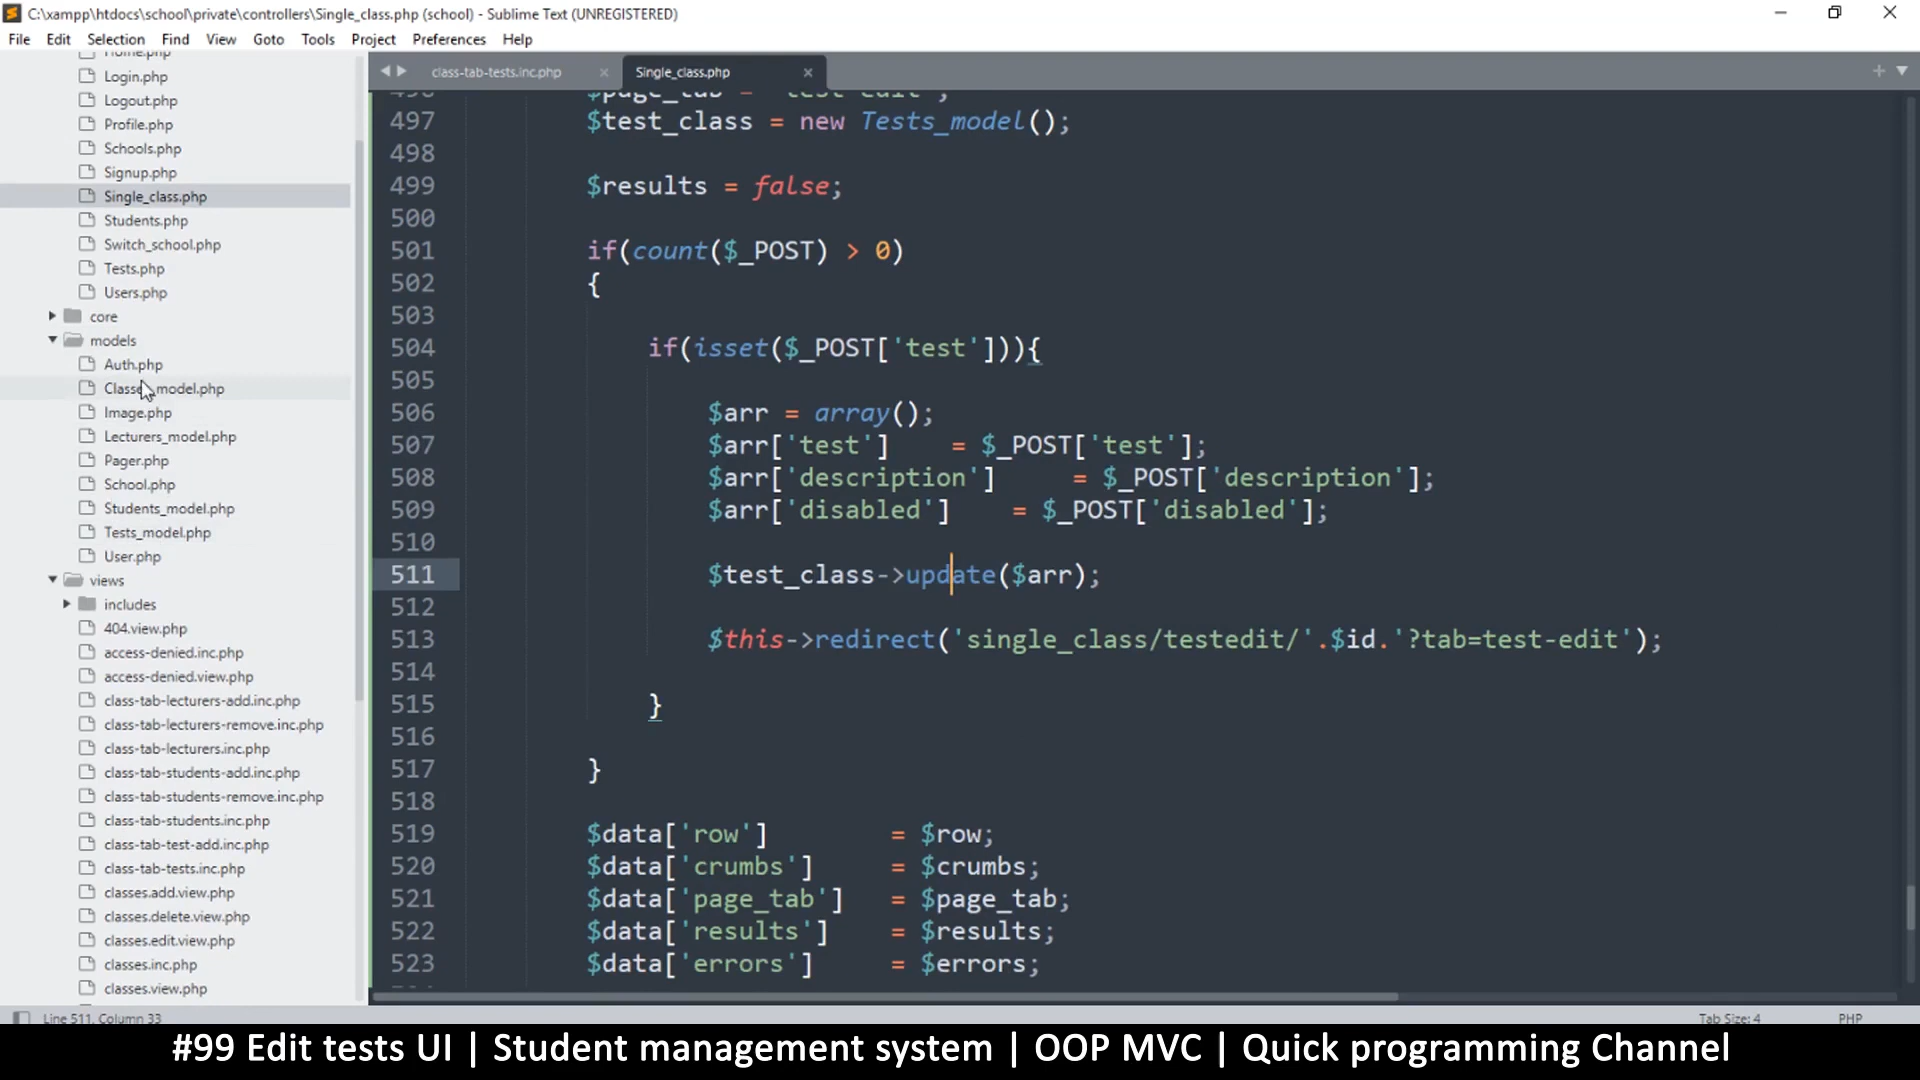 C:\xampp\htdocs\school\private\controllers\Single_class.php (school) - Sublime Text (UNREGISTERED)
File Edit Selection Find View Goto Tools Project Preferences Help
Home.php
Login.php
Logout.php
Profile.php
Schools.php
Signup.php
Single_class.php
Students.php
Switch_school.php
Tests.php
Users.php
core
models
Auth.php
Classes_model.php
Image.php
Lecturers_model.php
Pager.php
School.php
Students_model.php
Tests_model.php
User.php
views
includes
404.view.php
access-denied.inc.php
access-denied.view.php
class-tab-lecturers-add.inc.php
class-tab-lecturers-remove.inc.php
class-tab-lecturers.inc.php
class-tab-students-add.inc.php
class-tab-students-remove.inc.php
class-tab-students.inc.php
class-tab-test-add.inc.php
class-tab-tests.inc.php
classes.add.view.php
classes.delete.view.php
classes.edit.view.php
classes.inc.php
classes.view.php
class-tab-tests.inc.php Single_class.php
496 $page_tab = 'test-edit';
497 $test_class = new Tests_model();
498
499 $results = false;
500
501 if(count($_POST) > 0)
502 {
503
504 if(isset($_POST['test'])){
505
506 $arr = array();
507 $arr['test'] = $_POST['test'];
508 $arr['description'] = $_POST['description'];
509 $arr['disabled'] = $_POST['disabled'];
510
511 $test_class->update($arr);
512
513 $this->redirect('single_class/testedit/'.$id.'?tab=test-edit');
514
515 }
516
517 }
518
519 $data['row'] = $row;
520 $data['crumbs'] = $crumbs;
521 $data['page_tab'] = $page_tab;
522 $data['results'] = $results;
523 $data['errors'] = $errors;
Line 511, Column 33 Tab Size: 4 PHP
#99 Edit tests UI | Student management system | OOP MVC | Quick programming Channel